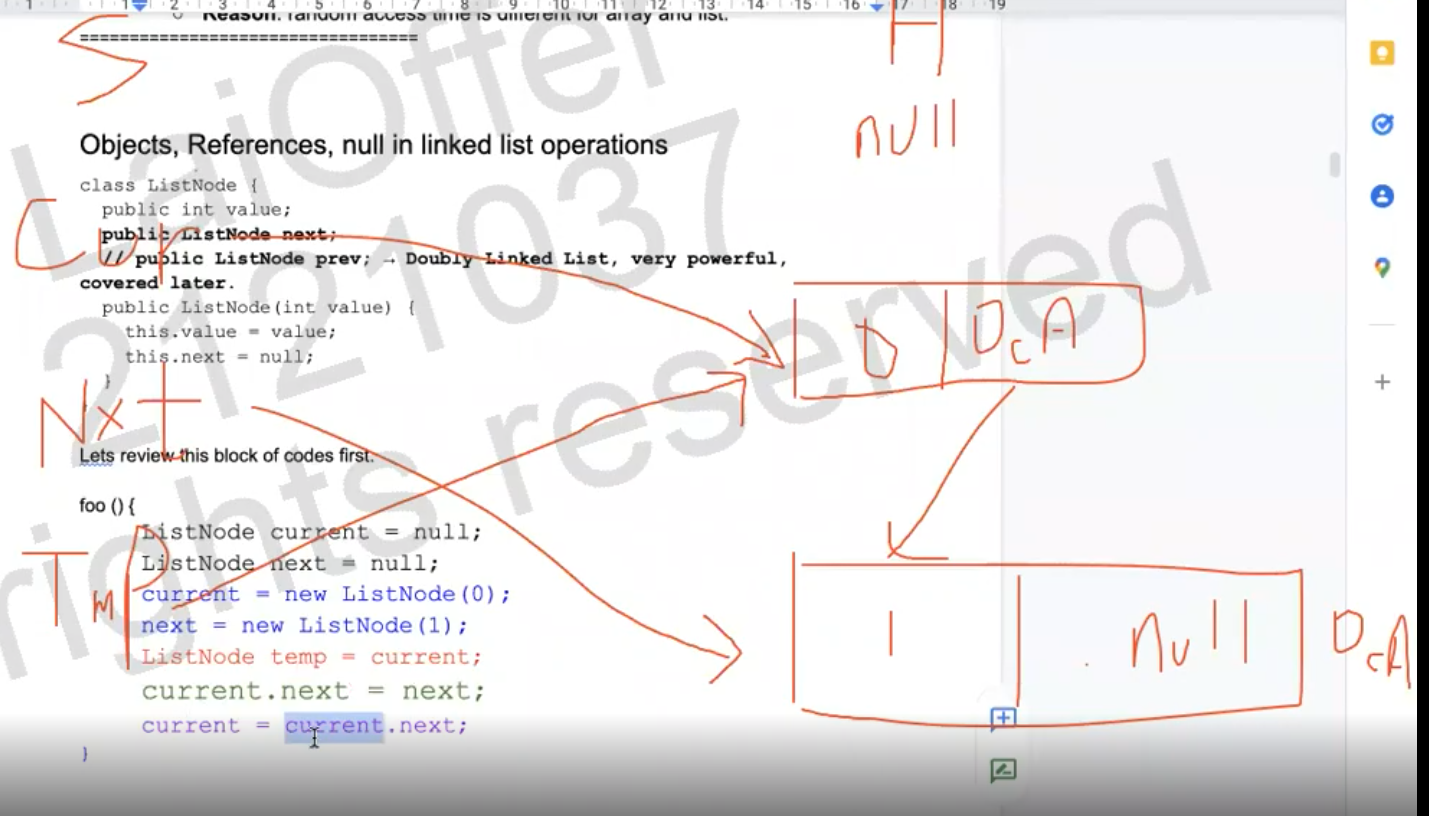 1 1 2 3 4 5 6 7 8 9 10 11 12 13 14 15 16 17 18 19
Reason: random access time is different for array and list.
==================================
S H
null
Objects, References, null in linked list operations
class ListNode {
public int value;
public ListNode next;
// public ListNode prev; → Doubly Linked List, very powerful,
covered later.
public ListNode(int value) {
this.value = value;
this.next = null;
}
Cur
0 0cA
Nxt
Lets review this block of codes first.
foo () {
ListNode current = null;
ListNode next = null;
current = new ListNode(0);
next = new ListNode(1);
ListNode temp = current;
current.next = next;
current = current.next;
}
Tmp
1 null 0cA
LaiOffer
2121037
rights reserved